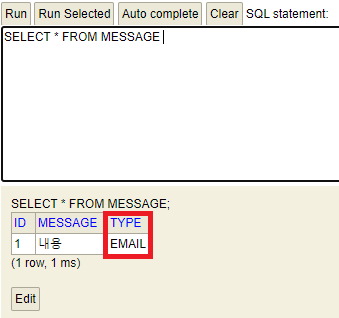 Run Run Selected Auto complete Clear SQL statement:
SELECT * FROM MESSAGE
SELECT * FROM MESSAGE;
ID MESSAGE TYPE
1 내용 EMAIL
(1 row, 1 ms)
Edit